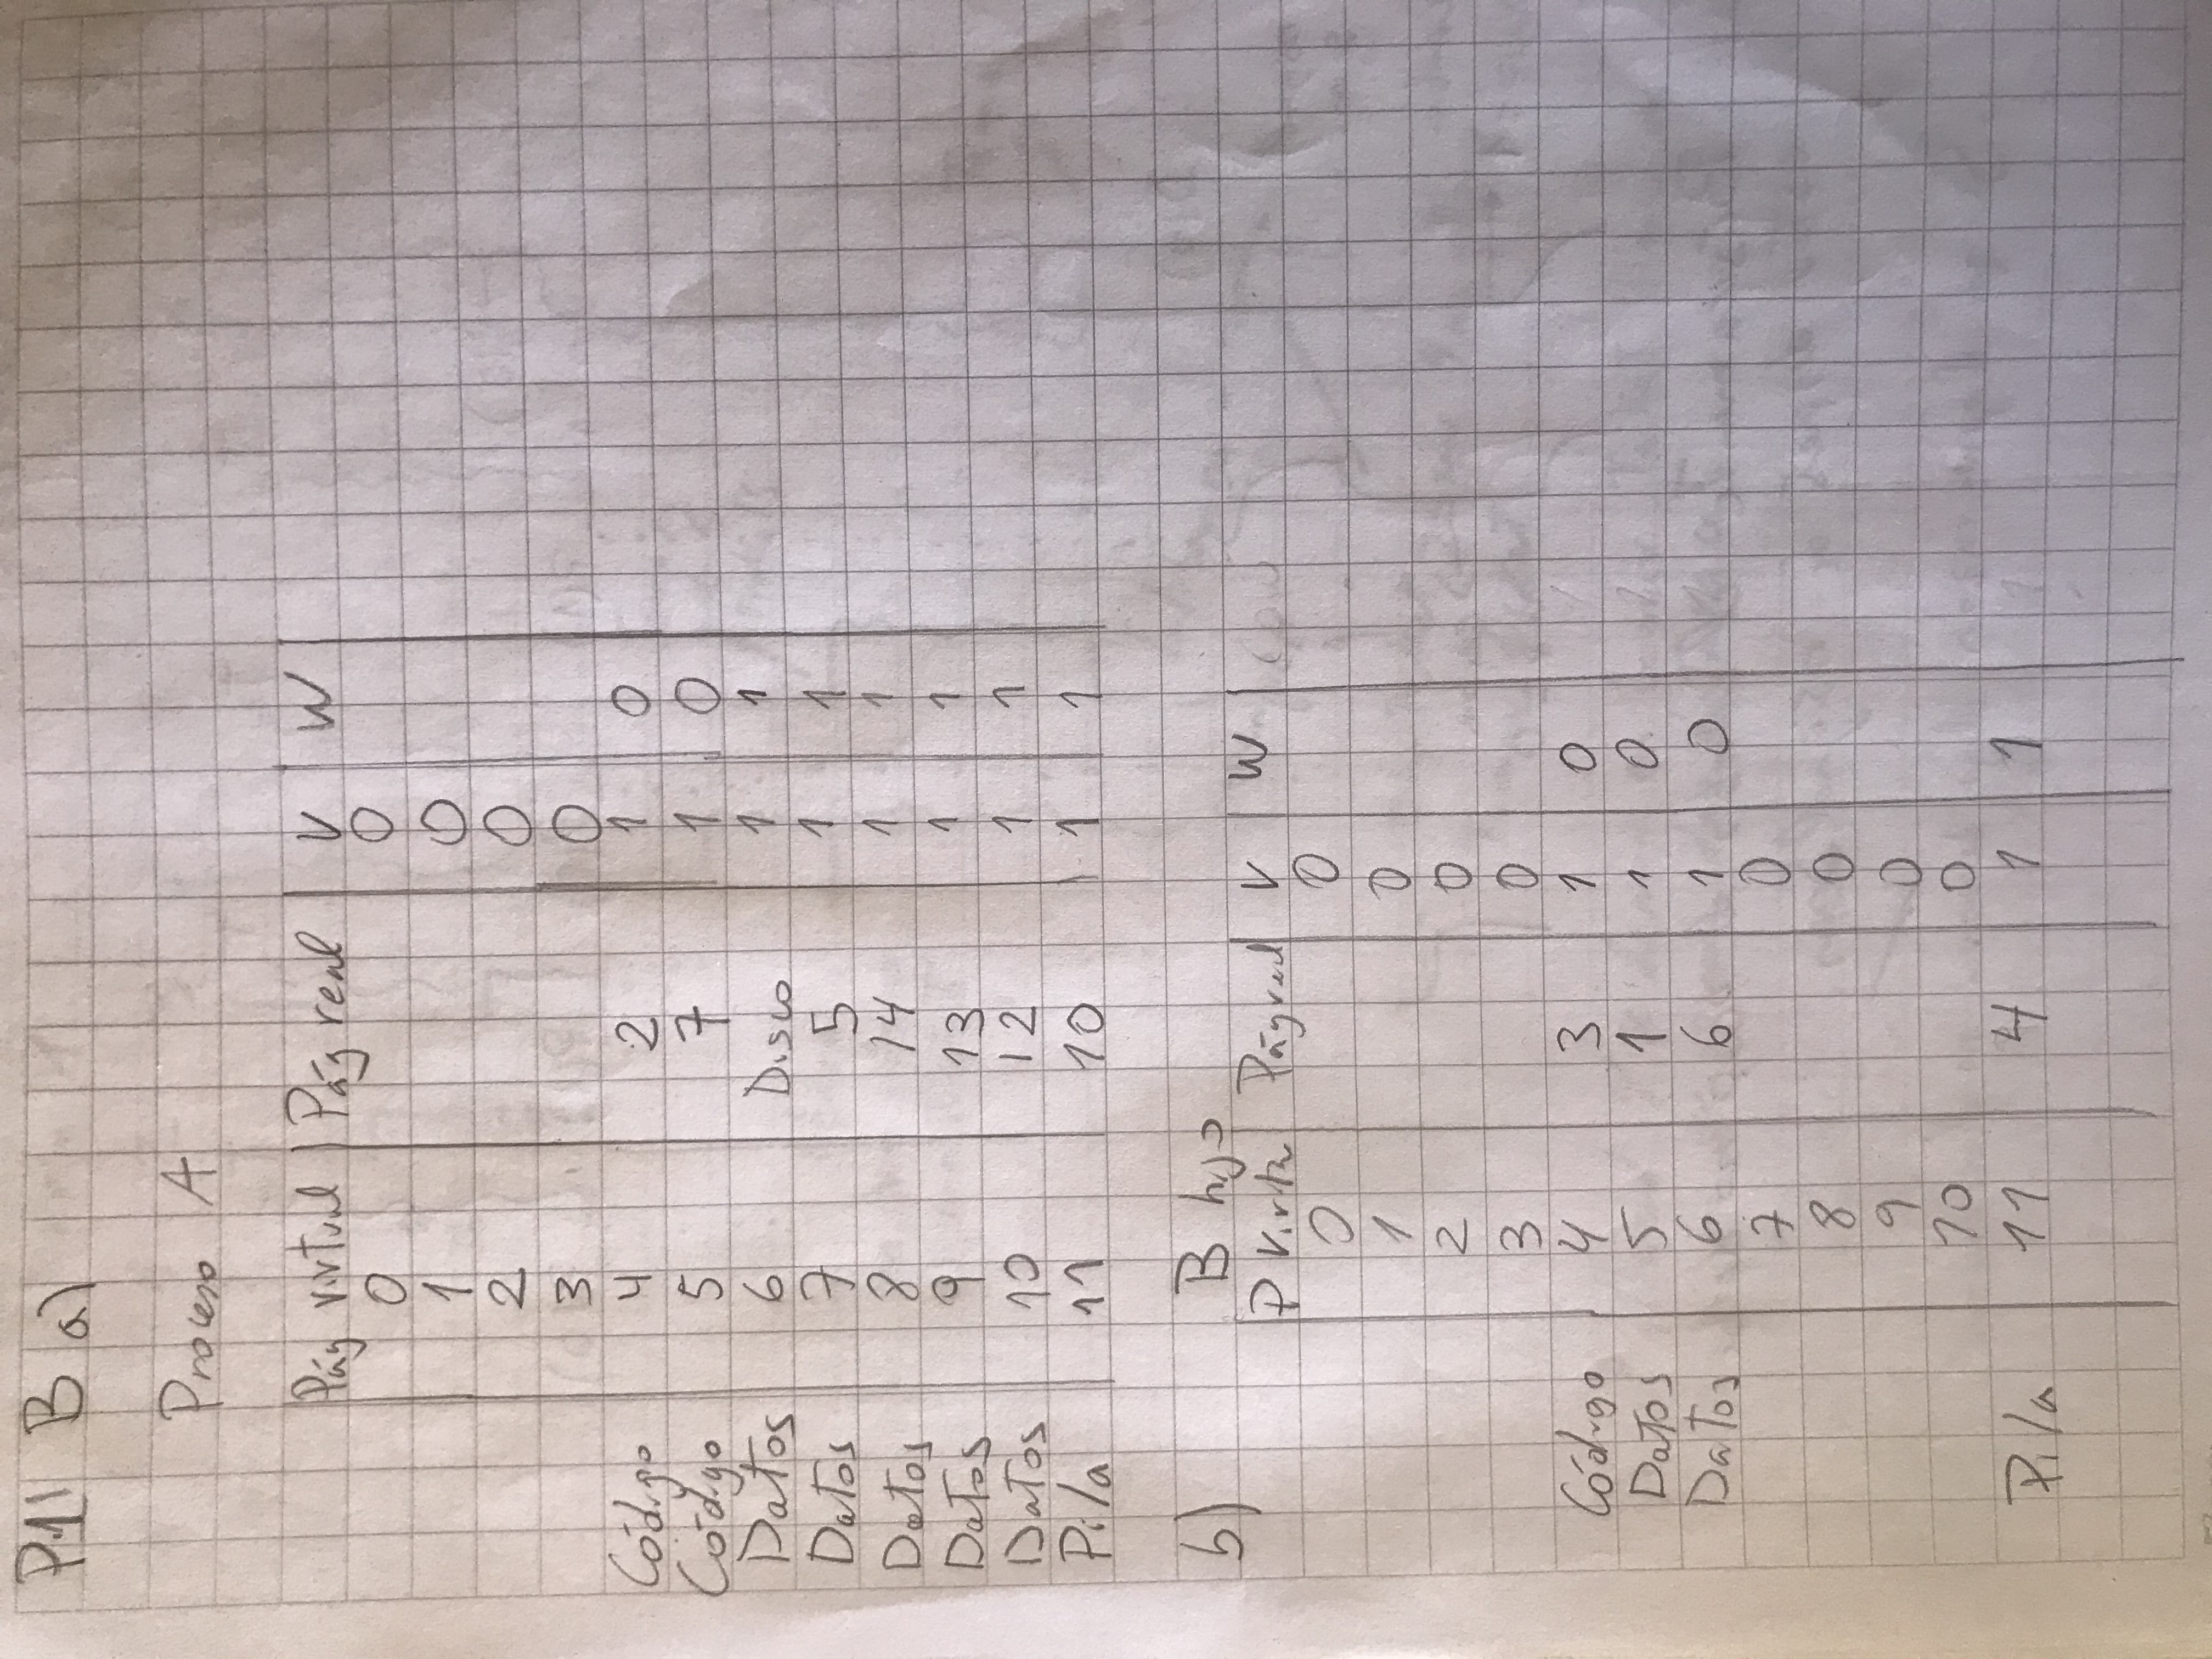 P1 B a)
Proceso A
Pág virtual Pág real V W
0 0
1 0
2 0
3 0
Código 4 2 1 0
Código 5 7 1 0
Datos 6 Disco 1 1
Datos 7 5 1 1
Datos 8 14 1 1
Datos 9 13 1 1
Datos 10 12 1 1
Pila 11 10 1 1
b) B hijo
P Virtu Pág real V W
0 0
1 0
2 0
3 0
Código 4 3 1 0
Datos 5 1 1 0
Datos 6 6 1 0
7 0
8 0
9 0
10 0
Pila 11 4 1 1